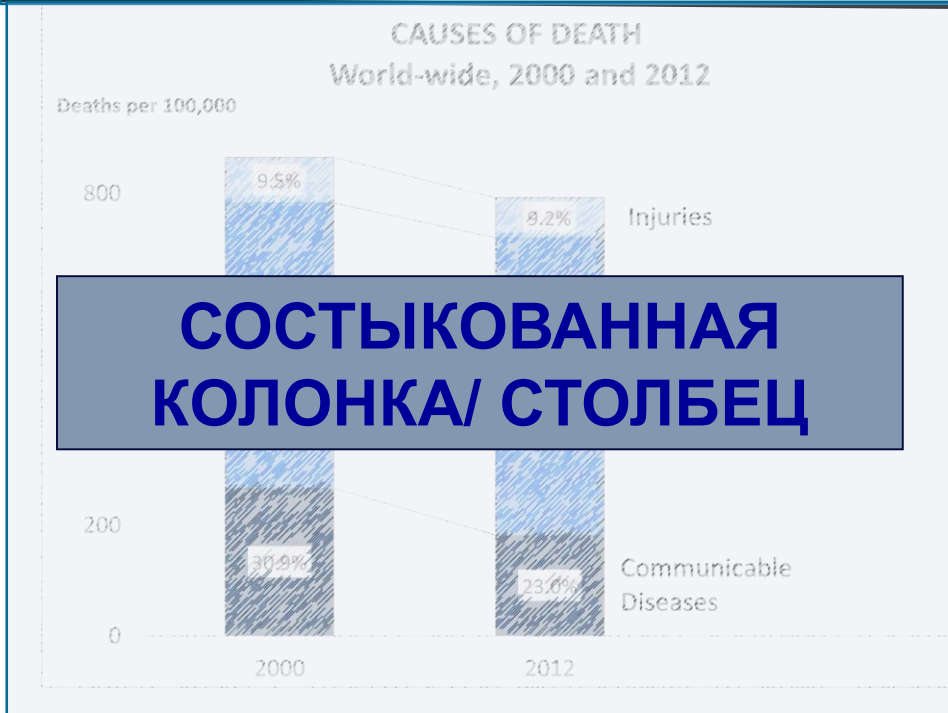 CAUSES OF DEATH
World-wide, 2000 and 2012
Deaths per 100,000
800
9.5%
9.2%
Injuries
СОСТЫКОВАННАЯ
КОЛОНКА/ СТОЛБЕЦ
200
30.9%
23.0%
Communicable
Diseases
0
2000
2012